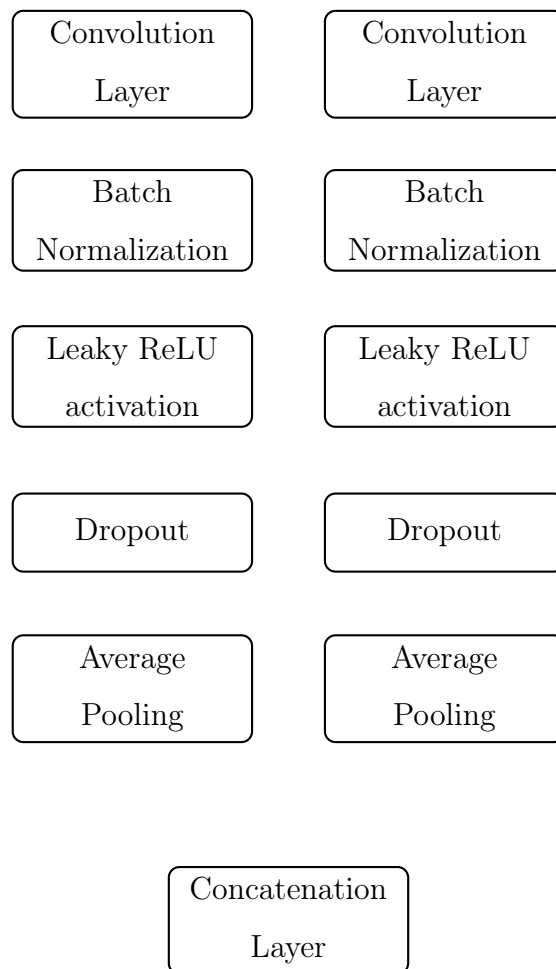 Convolution
Layer
Convolution
Layer
Batch
Normalization
Batch
Normalization
Leaky ReLU
activation
Leaky ReLU
activation
Dropout
Dropout
Average
Pooling
Average
Pooling
Concatenation
Layer